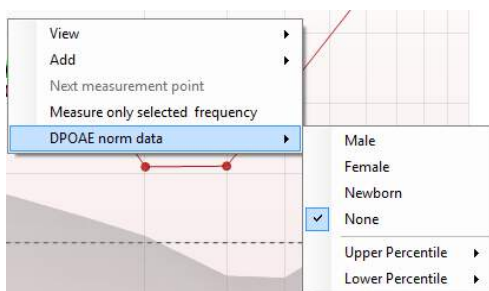 View
Add
Next measurement point
Measure only selected frequency
DPOAE norm data
Male
Female
Newborn
None
Upper Percentile
Lower Percentile